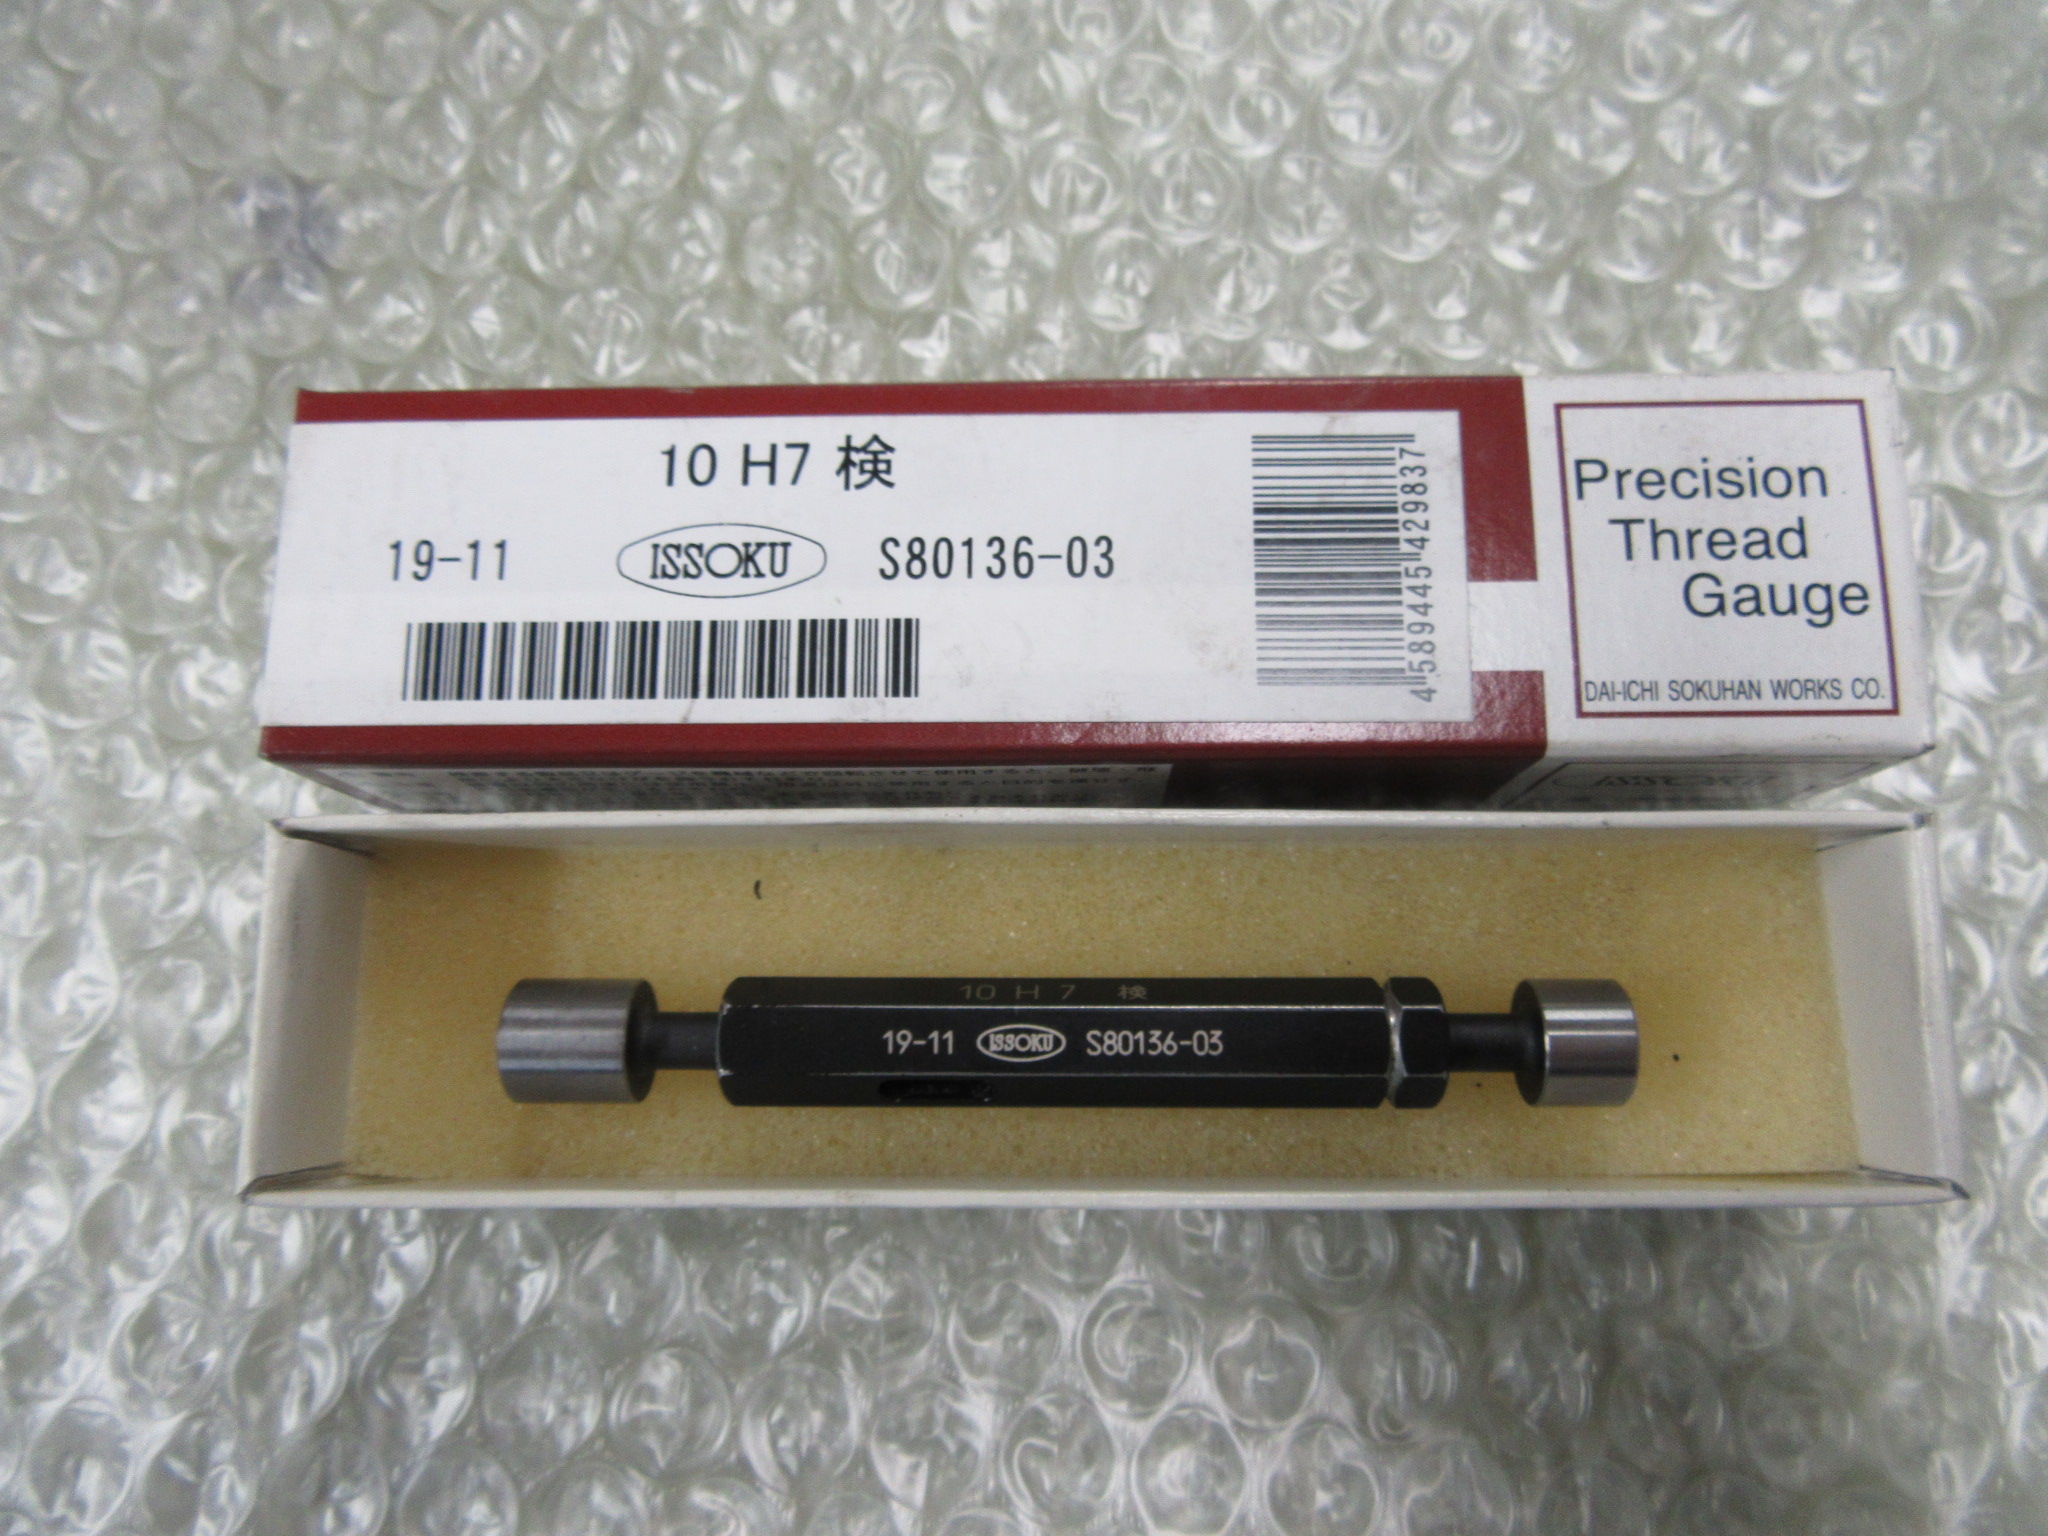 10 H7 検
19-11 ISSOKU S80136-03
4589445429837
Precision
Thread
Gauge
DAI-ICHI SOKUHAN WORKS CO.
10 H 7 検
19-11 ISSOKU S80136-03